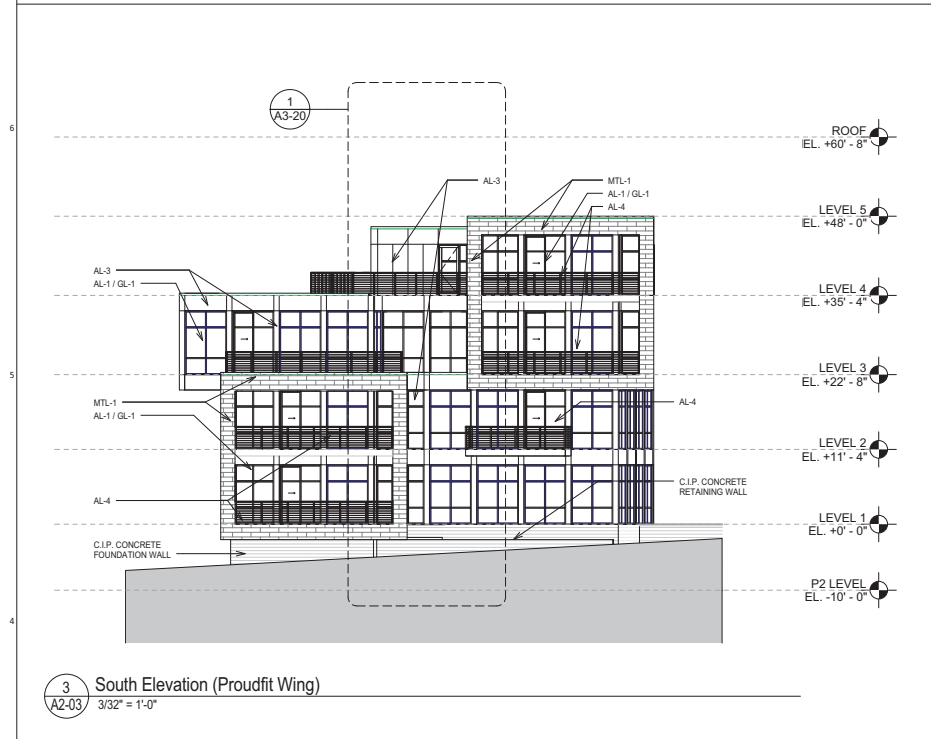 1
A3-20
6
ROOF
EL. +60' - 8"
AL-3
MTL-1
AL-1 / GL-1
AL-4
LEVEL 5
EL. +48' - 0"
AL-3
AL-1 / GL-1
LEVEL 4
EL. +35' - 4"
5
LEVEL 3
EL. +22' - 8"
MTL-1
AL-1 / GL-1
AL-4
LEVEL 2
EL. +11' - 4"
AL-4
C.I.P. CONCRETE
RETAINING WALL
LEVEL 1
EL. +0' - 0"
C.I.P. CONCRETE
FOUNDATION WALL
P2 LEVEL
EL. -10' - 0"
4
3
A2-03
South Elevation (Proudfit Wing)
3/32" = 1'-0"